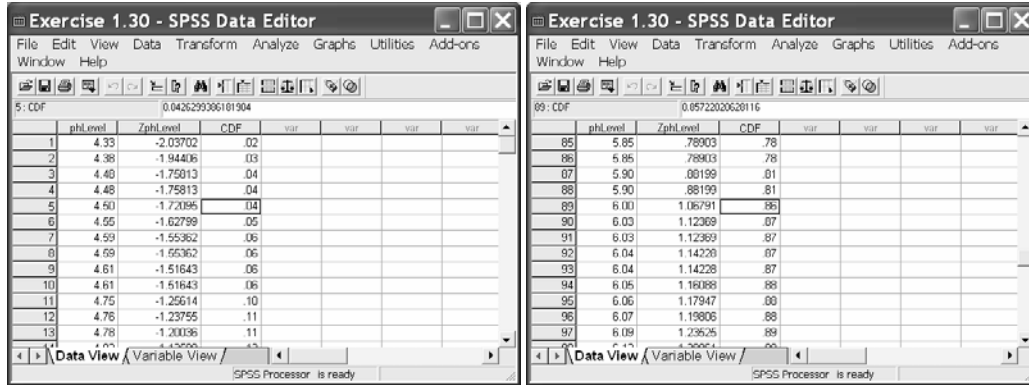 Exercise 1.30 - SPSS Data Editor
File Edit View Data Transform Analyze Graphs Utilities Add-ons
Window Help
5 : CDF 0.0426299386181904
phLevel ZphLevel CDF var var var var
1 4.33 -2.03702 .02
2 4.38 -1.94406 .03
3 4.48 -1.75813 .04
4 4.48 -1.75813 .04
5 4.50 -1.72095 .04
6 4.55 -1.62799 .05
7 4.59 -1.55362 .06
8 4.59 -1.55362 .06
9 4.61 -1.51643 .06
10 4.61 -1.51643 .06
11 4.75 -1.25614 .10
12 4.76 -1.23755 .11
13 4.78 -1.20036 .11
Data View Variable View
SPSS Processor is ready
Exercise 1.30 - SPSS Data Editor
File Edit View Data Transform Analyze Graphs Utilities Add-ons
Window Help
89 : CDF 0.85722020628116
phLevel ZphLevel CDF var var var var
85 5.85 .78903 .78
86 5.85 .78903 .78
87 5.90 .88199 .81
88 5.90 .88199 .81
89 6.00 1.06791 .86
90 6.03 1.12369 .87
91 6.03 1.12369 .87
92 6.04 1.14228 .87
93 6.04 1.14228 .87
94 6.05 1.16088 .88
95 6.06 1.17947 .88
96 6.07 1.19806 .88
97 6.09 1.23525 .89
Data View Variable View
SPSS Processor is ready